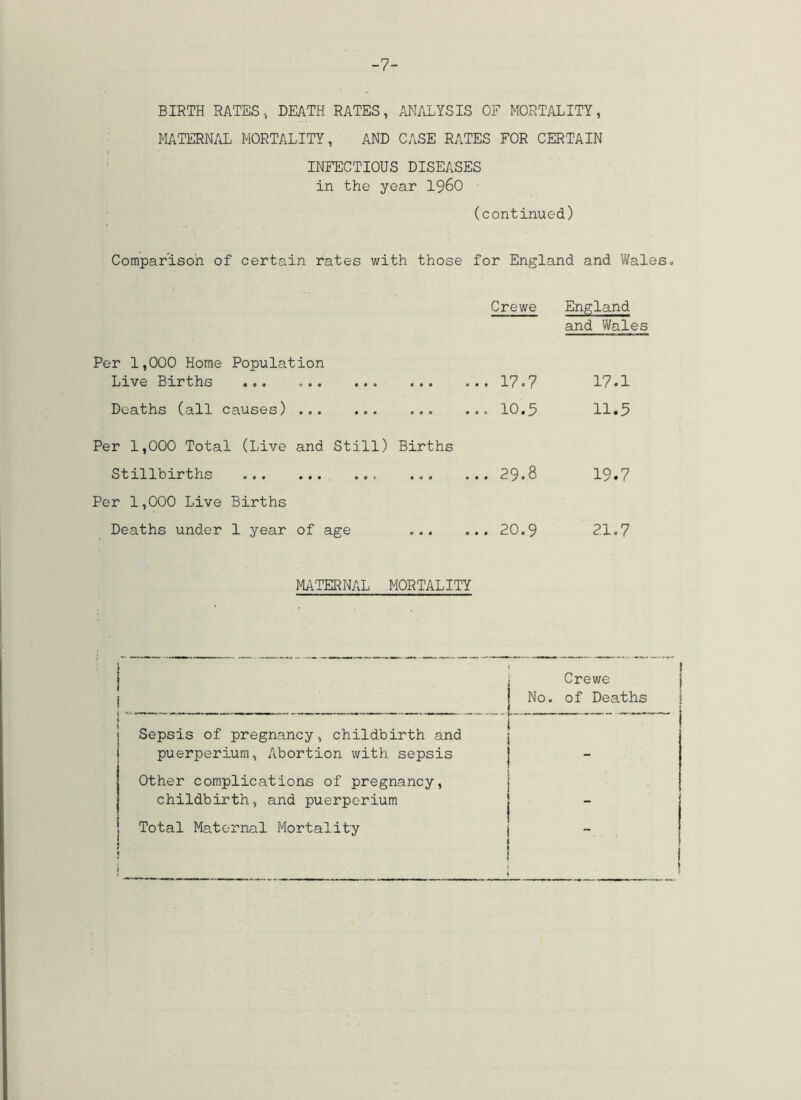 -7-
BIRTH RATES, DEATH RATES, ANALYSIS OF MORTALITY,
MATERNAL MORTALITY, AND CASE RATES FOR CERTAIN
INFECTIOUS DISEASES
in the year 1960
(continued)
Comparison of certain rates with those for England and Wales.
Crewe England
and Wales
Per 1,000 Home Population
Live Births ... ... ... ... ... 17.7 17.1
Deaths (all causes) ... ... ... ... 10.5 11.5
Per 1,000 Total (Live and Still) Births
Stillbirths ... ... ... ... ... 29.8 19.7
Per 1,000 Live Births
Deaths under 1 year of age ... ... 20.9 21.7
MATERNAL MORTALITY
Crewe
No. of Deaths
Sepsis of pregnancy, childbirth and
puerperium, Abortion with sepsis -
Other complications of pregnancy,
childbirth, and puerperium -
Total Maternal Mortality -